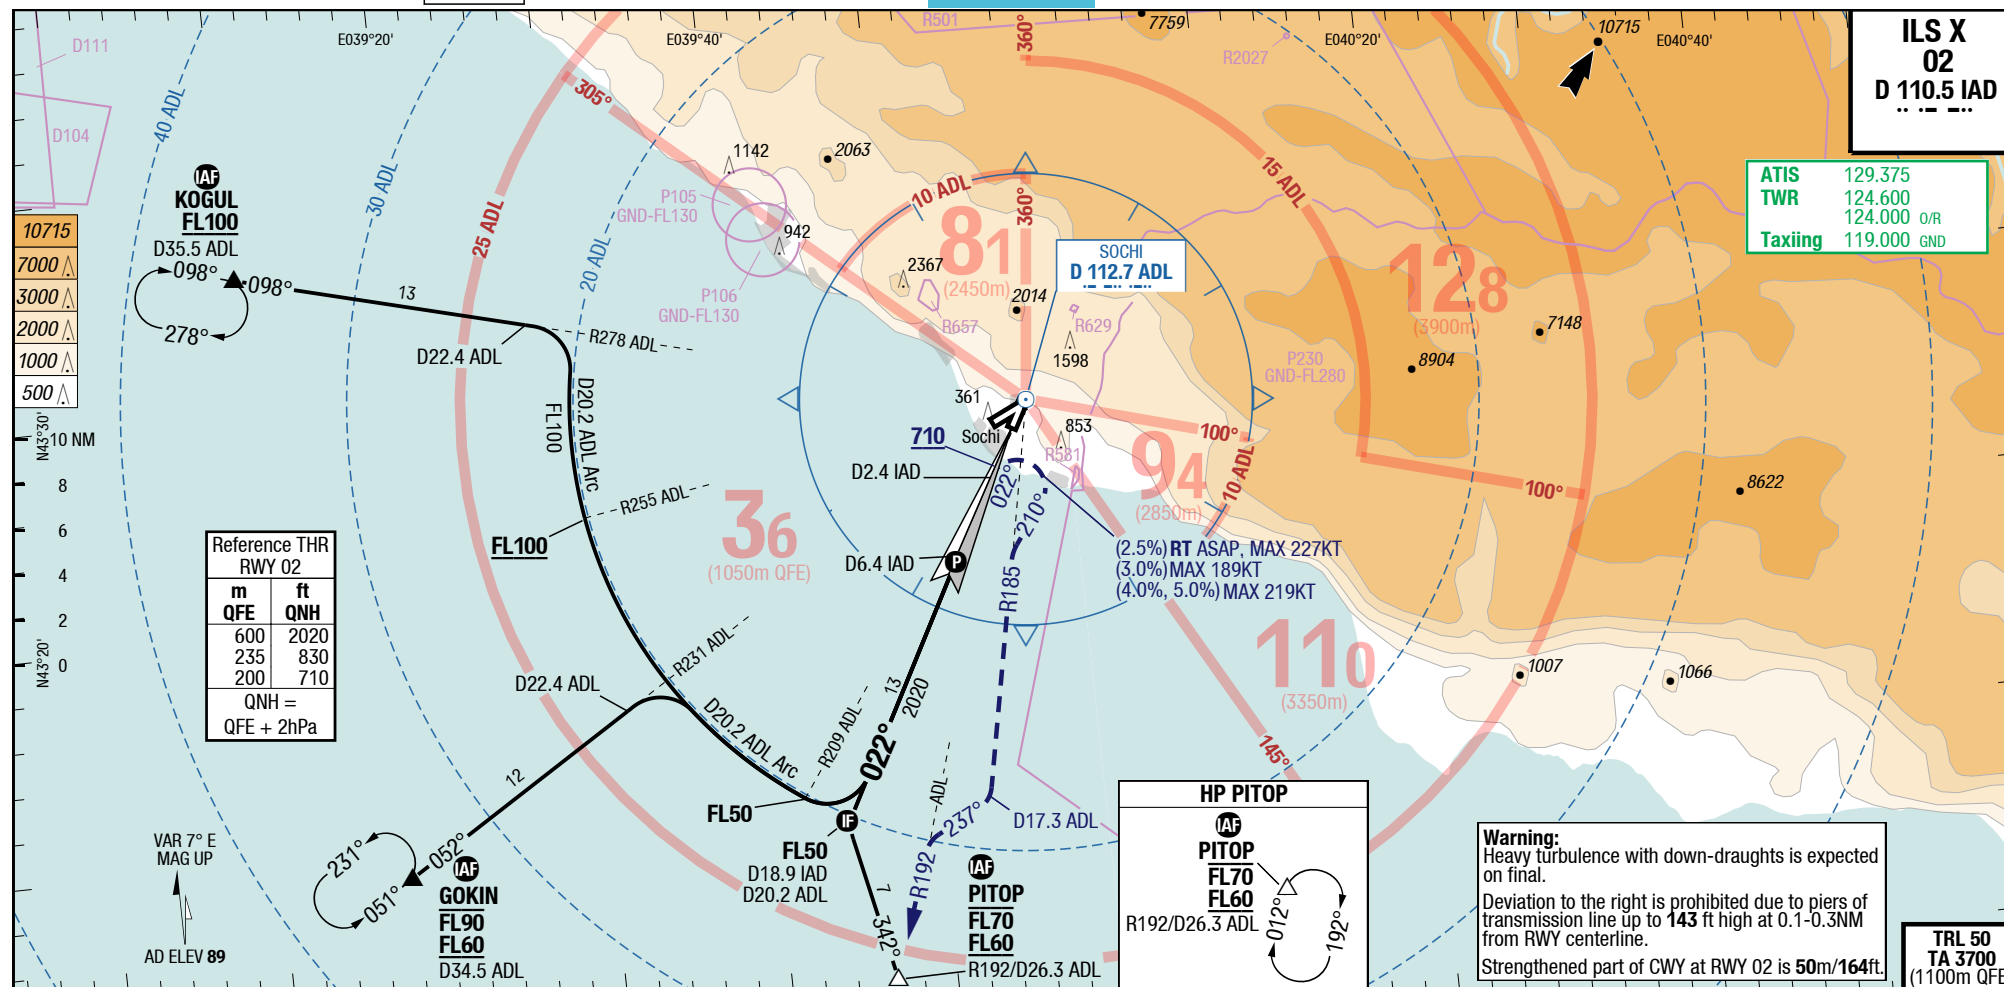 ILS X
02
D 110.5 IAD
ATIS 129.375
TWR 124.600
124.000 O/R
Taxiing 119.000 GND
E039°20'
E039°40'
E040°20'
E040°40'
D111
D104
R501
R2027
7759
10715
40 ADL
30 ADL
25 ADL
20 ADL
305°
360°
15 ADL
10 ADL
360°
IAF
KOGUL
FL100
D35.5 ADL
098°
098°
278°
13
D22.4 ADL
R278 ADL
10715
7000
3000
2000
1000
500
1142
2063
P105
GND-FL130
942
P106
GND-FL130
2367
81
(2450m)
2014
R657
SOCHI
D 112.7 ADL
R629
1598
128
(3900m)
7148
8904
P230
GND-FL280
361
Sochi
853
R581
100°
94
(2850m)
10 ADL
100°
8622
N43°30'
10 NM
8
6
4
2
0
N43°20'
D20.2 ADL Arc
FL100
R255 ADL
FL100
36
(1050m QFE)
710
D2.4 IAD
022°
210°
D6.4 IAD
P
R185
(2.5%) RT ASAP, MAX 227KT
(3.0%) MAX 189KT
(4.0%, 5.0%) MAX 219KT
Reference THR
RWY 02
m ft
QFE QNH
600 2020
235 830
200 710
QNH =
QFE + 2hPa
R231 ADL
D22.4 ADL
D20.2 ADL Arc
R209 ADL
13
2020
022°
110
(3350m)
145°
1007
1066
12
FL50
IF
FL50
D18.9 IAD
D20.2 ADL
ADL
237°
D17.3 ADL
R192
7
342°
IAF
PITOP
FL70
FL60
R192/D26.3 ADL
231°
051°
052°
IAF
GOKIN
FL90
FL60
D34.5 ADL
VAR 7° E
MAG UP
AD ELEV 89
HP PITOP
IAF
PITOP
FL70
FL60
R192/D26.3 ADL
012°
192°
Warning:
Heavy turbulence with down-draughts is expected
on final.
Deviation to the right is prohibited due to piers of
transmission line up to 143 ft high at 0.1-0.3NM
from RWY centerline.
Strengthened part of CWY at RWY 02 is 50m/164ft.
TRL 50
TA 3700
(1100m QFE